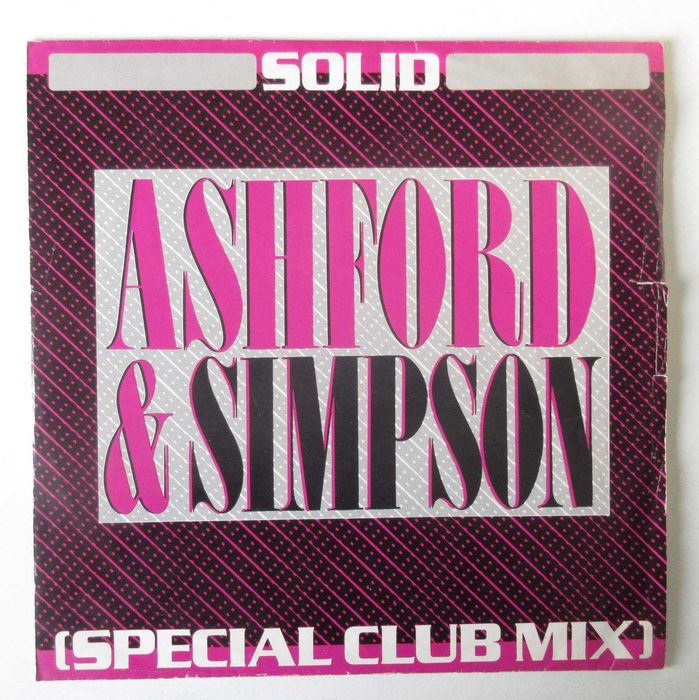 SOLID
ASHFORD
& SIMPSON
(SPECIAL CLUB MIX)